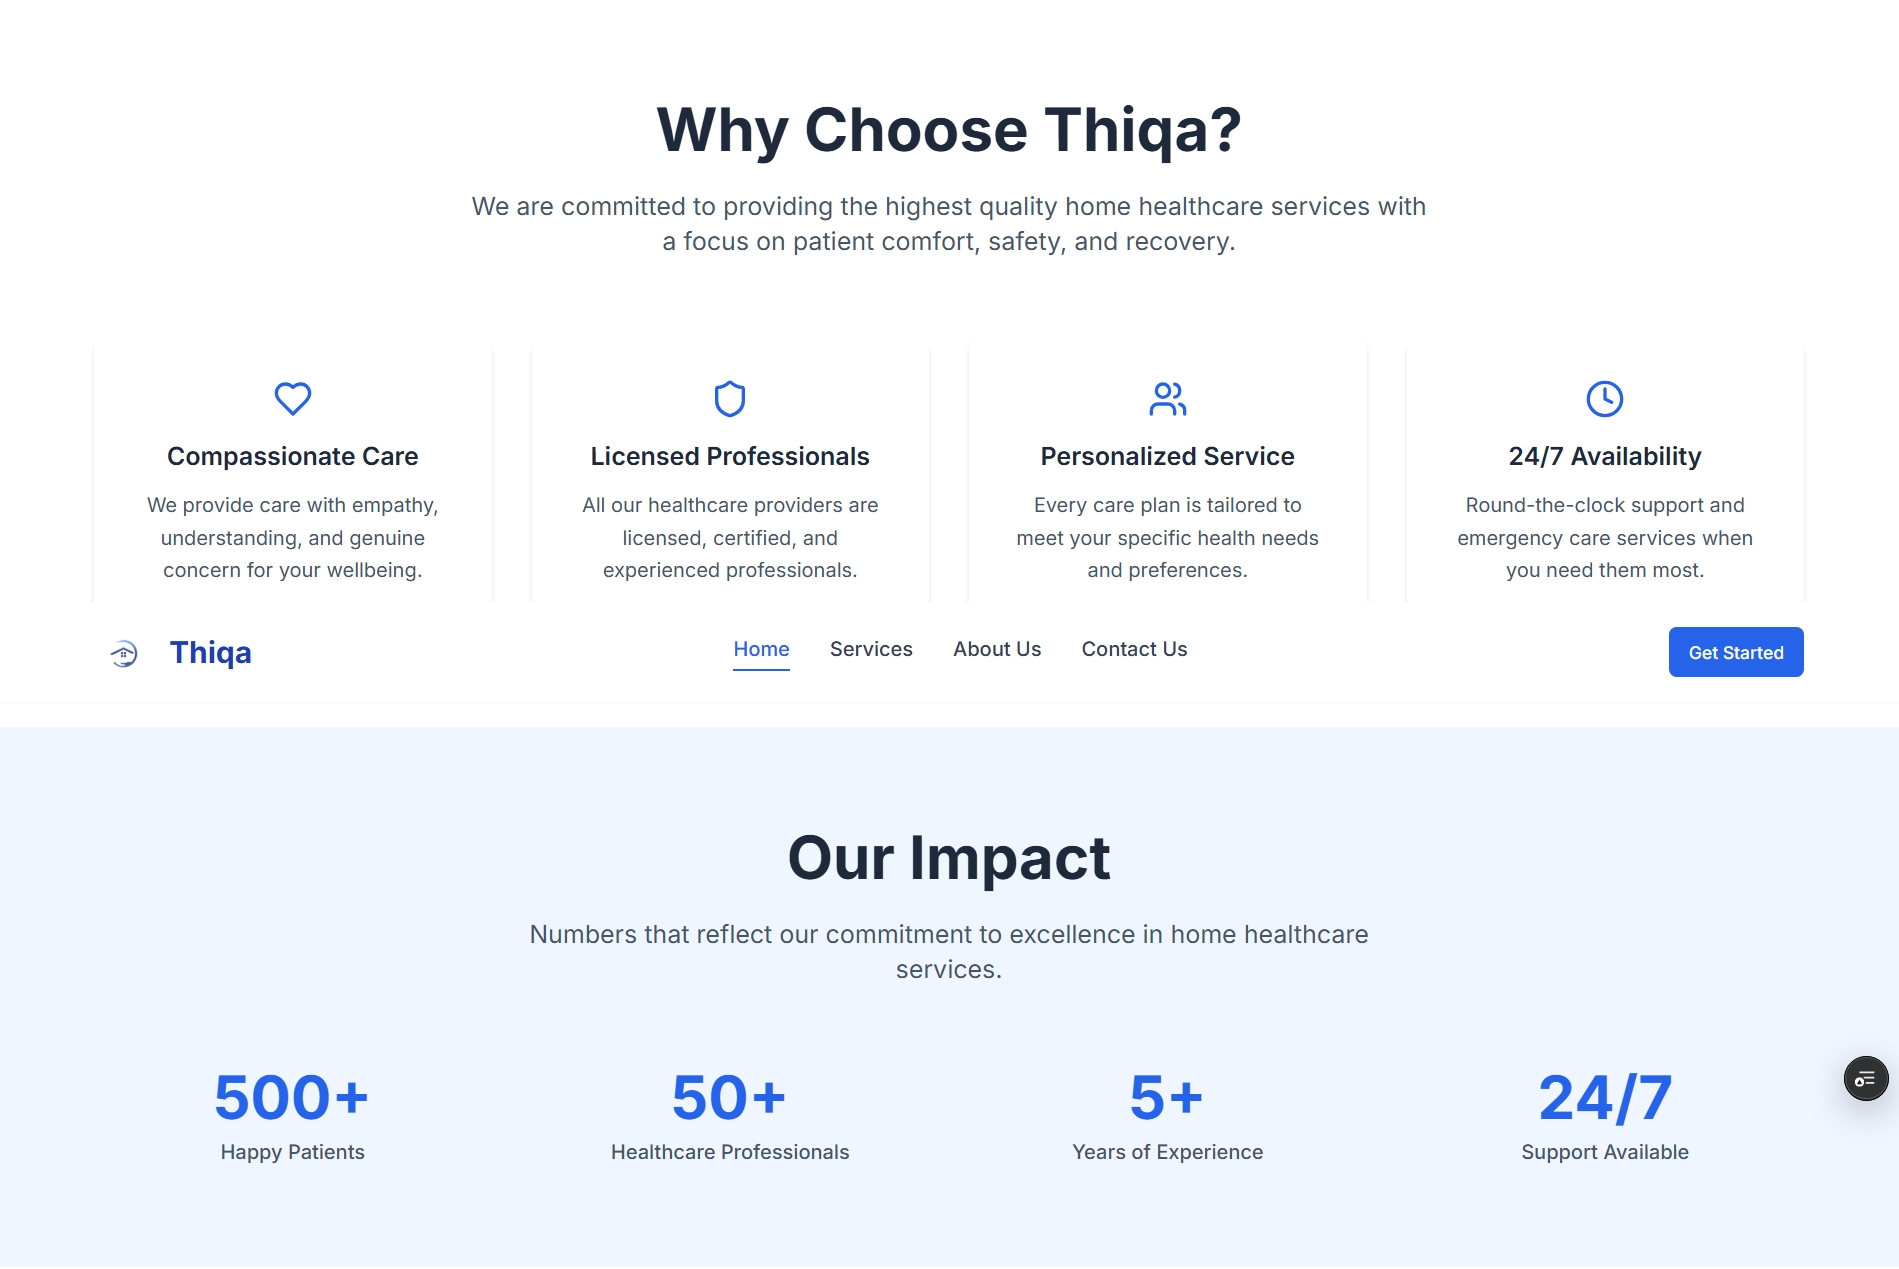 Why Choose Thiqa?
We are committed to providing the highest quality home healthcare services with
a focus on patient comfort, safety, and recovery.
Compassionate Care
We provide care with empathy,
understanding, and genuine
concern for your wellbeing.
Licensed Professionals
All our healthcare providers are
licensed, certified, and
experienced professionals.
Personalized Service
Every care plan is tailored to
meet your specific health needs
and preferences.
24/7 Availability
Round-the-clock support and
emergency care services when
you need them most.
Thiqa
Home
Services
About Us
Contact Us
Get Started
Our Impact
Numbers that reflect our commitment to excellence in home healthcare
services.
500+
Happy Patients
50+
Healthcare Professionals
5+
Years of Experience
24/7
Support Available